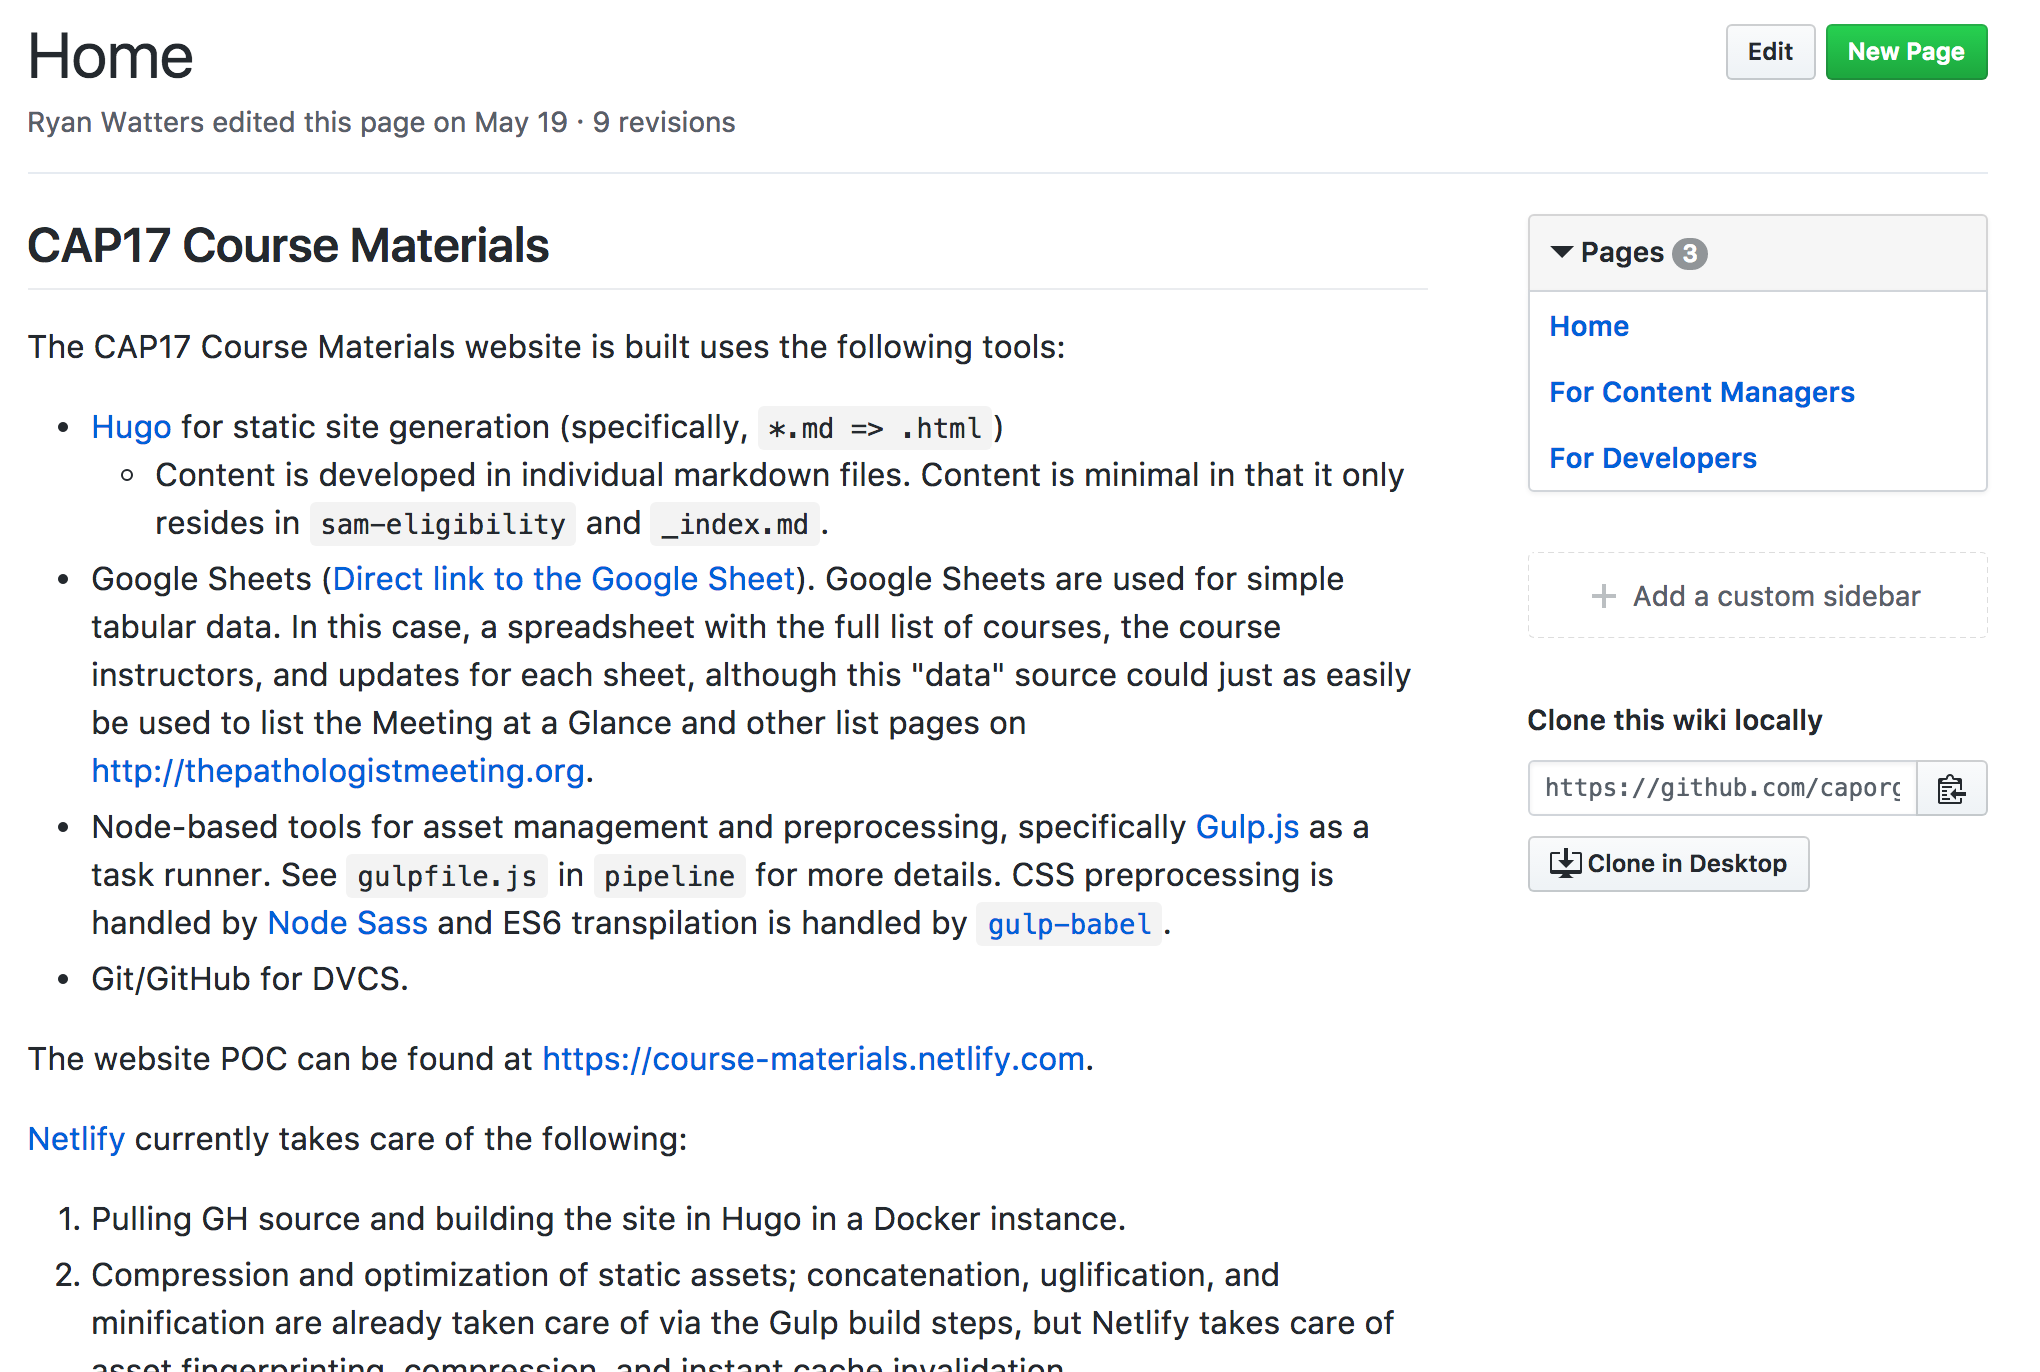 Home
Edit
New Page
Ryan Watters edited this page on May 19 · 9 revisions
CAP17 Course Materials
The CAP17 Course Materials website is built uses the following tools:
• Hugo for static site generation (specifically, *.md => .html )
◦ Content is developed in individual markdown files. Content is minimal in that it only
resides in sam-eligibility and _index.md .
• Google Sheets (Direct link to the Google Sheet). Google Sheets are used for simple
tabular data. In this case, a spreadsheet with the full list of courses, the course
instructors, and updates for each sheet, although this "data" source could just as easily
be used to list the Meeting at a Glance and other list pages on
http://thepathologistmeeting.org.
• Node-based tools for asset management and preprocessing, specifically Gulp.js as a
task runner. See gulpfile.js in pipeline for more details. CSS preprocessing is
handled by Node Sass and ES6 transpilation is handled by gulp-babel .
• Git/GitHub for DVCS.
The website POC can be found at https://course-materials.netlify.com.
Netlify currently takes care of the following:
1. Pulling GH source and building the site in Hugo in a Docker instance.
2. Compression and optimization of static assets; concatenation, uglification, and
minification are already taken care of via the Gulp build steps, but Netlify takes care of
asset fingerprinting, compression, and instant cache invalidation
Pages 3
Home
For Content Managers
For Developers
+ Add a custom sidebar
Clone this wiki locally
https://github.com/caporg
Clone in Desktop